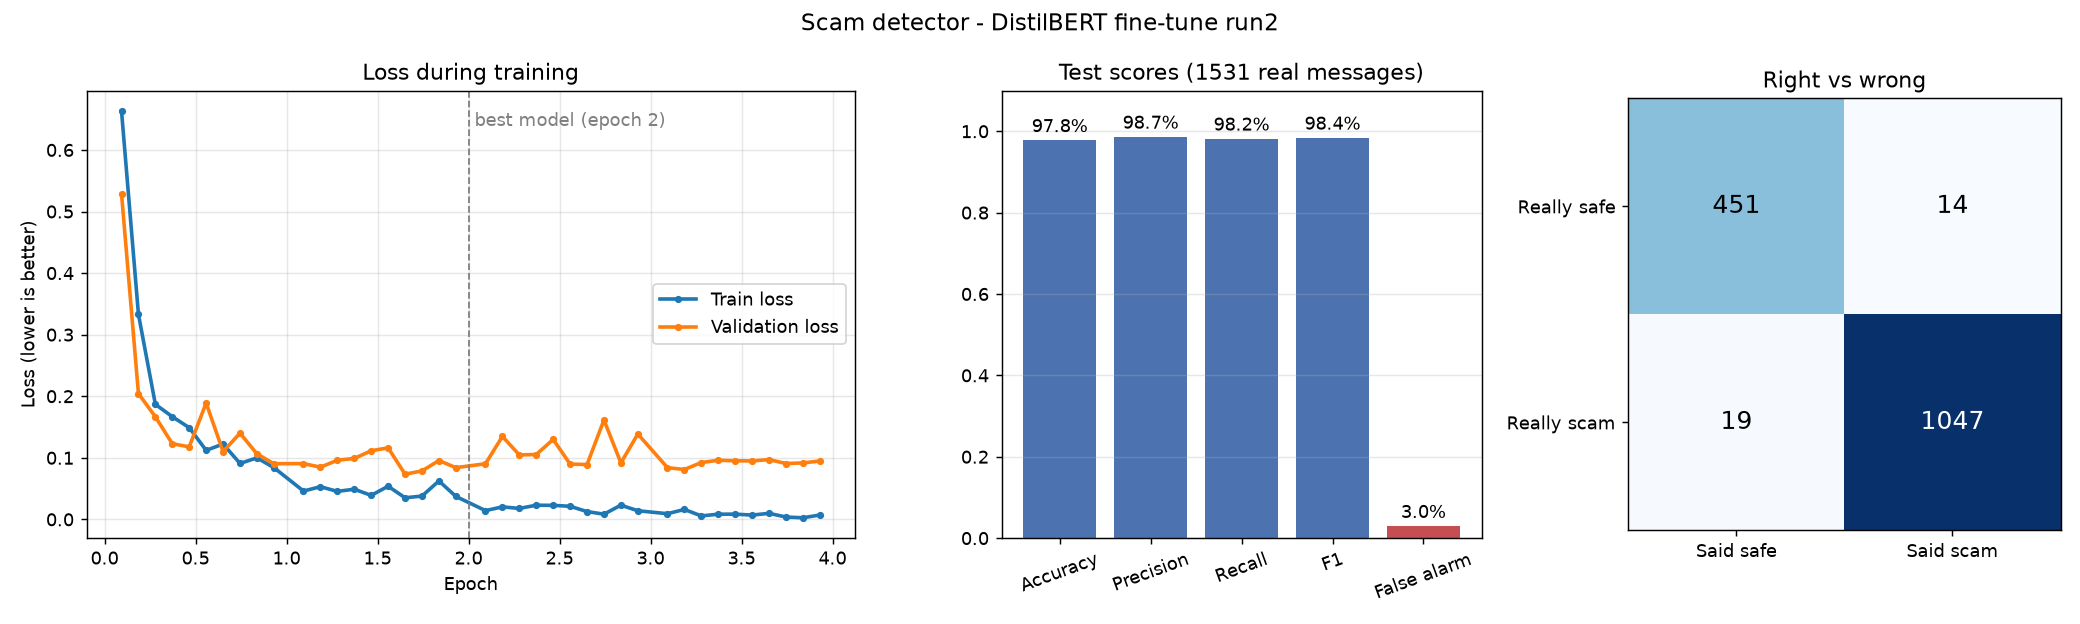 Scam detector - DistilBERT fine-tune run2
Loss during training
best model (epoch 2)
Train loss
Validation loss
Loss (lower is better)
0.6
0.5
0.4
0.3
0.2
0.1
0.0
0.0 0.5 1.0 1.5 2.0 2.5 3.0 3.5 4.0
Epoch
Test scores (1531 real messages)
97.8% 98.7% 98.2% 98.4% 3.0%
1.0
0.8
0.6
0.4
0.2
0.0
Accuracy Precision Recall F1 False alarm
Right vs wrong
Really safe 451 14
Really scam 19 1047
Said safe Said scam